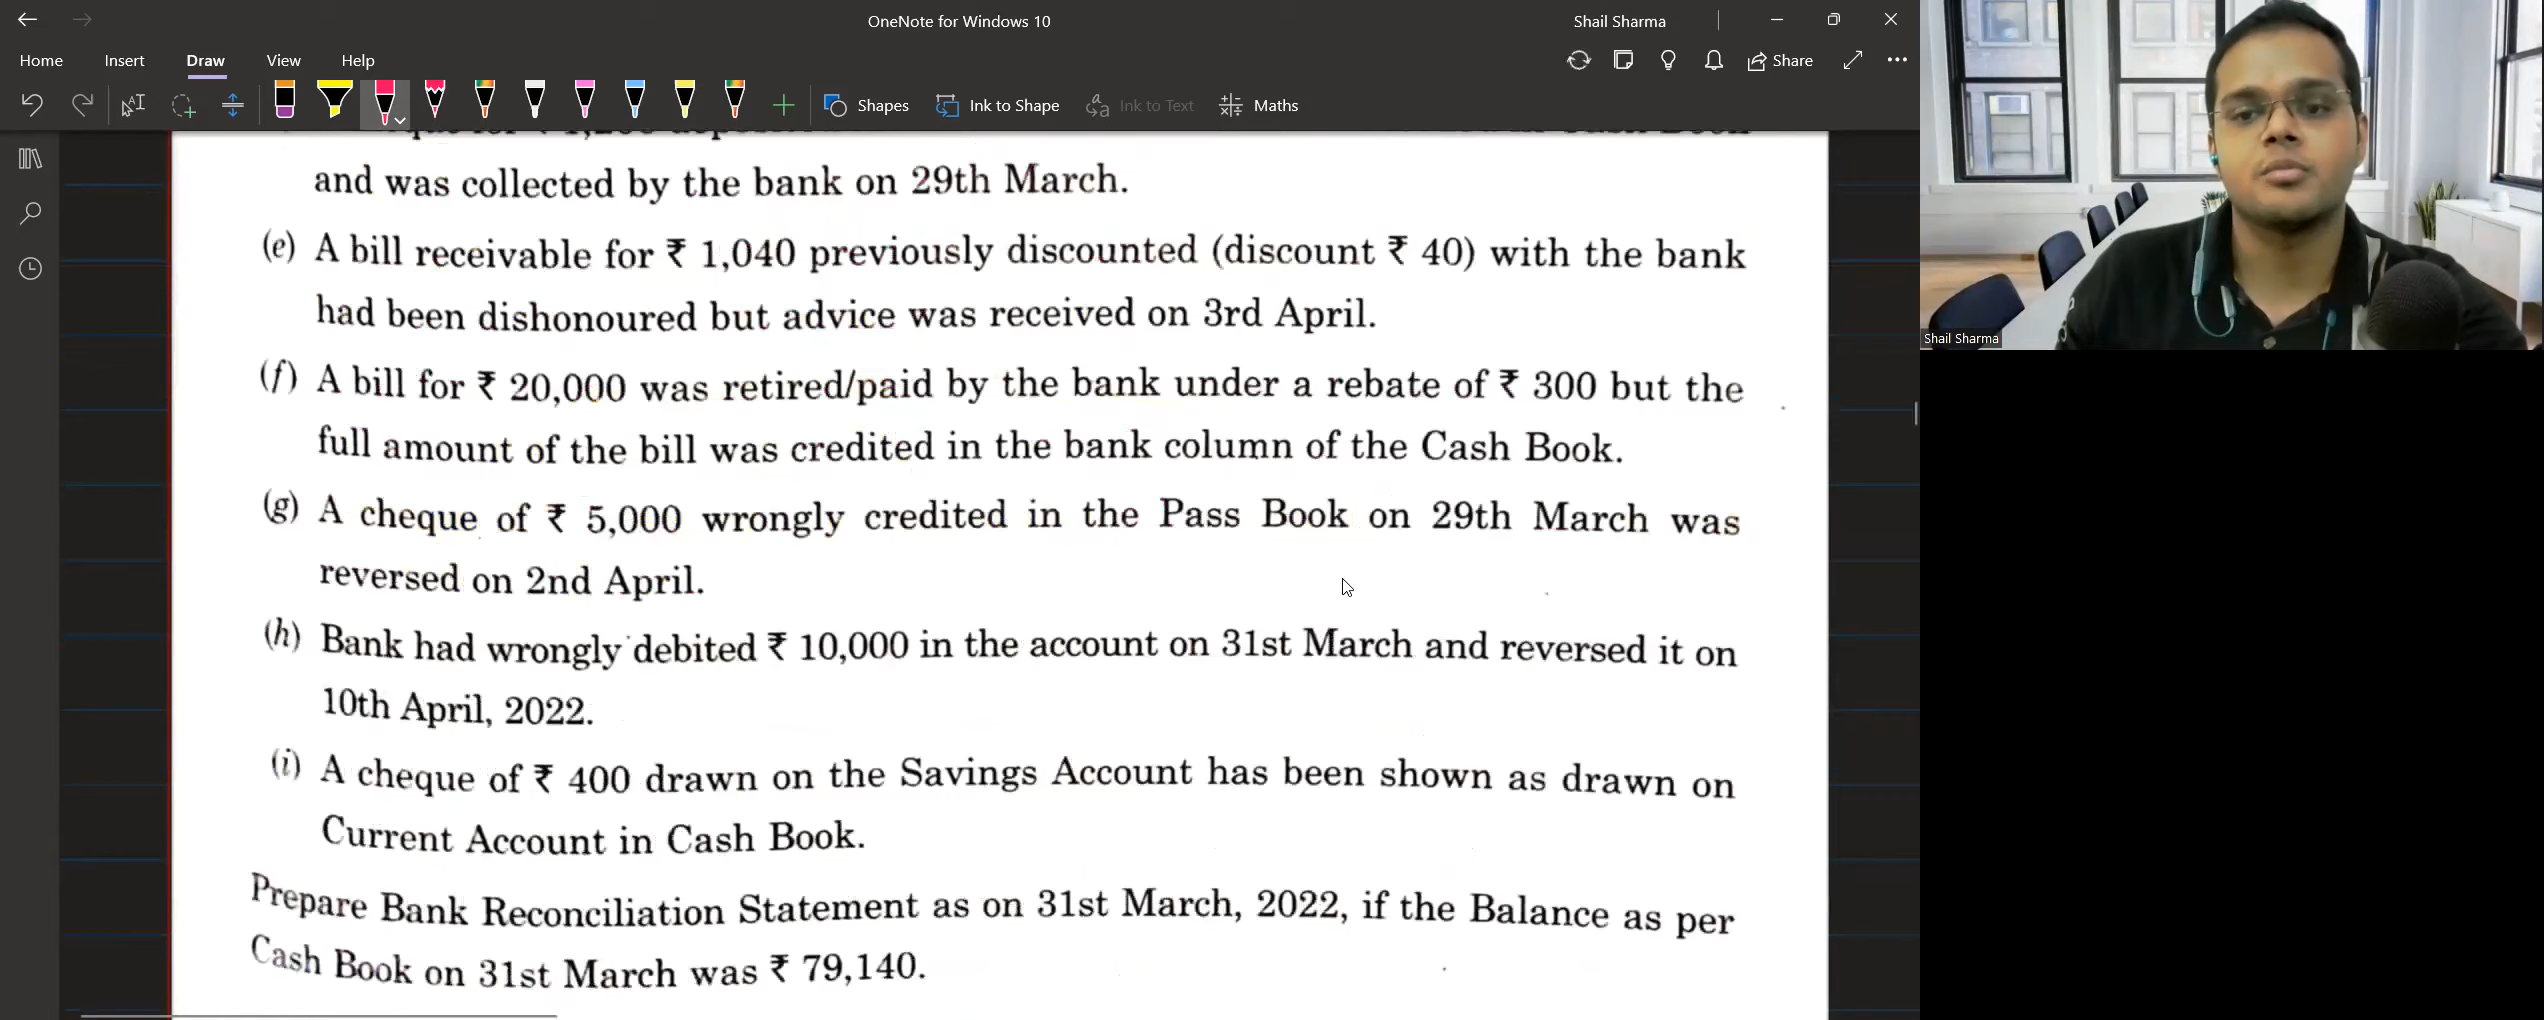 OneNote for Windows 10
Shail Sharma
Home Insert Draw View Help
Share
Shapes Ink to Shape Ink to Text Maths
and was collected by the bank on 29th March.
(e) A bill receivable for ₹ 1,040 previously discounted (discount ₹ 40) with the bank
had been dishonoured but advice was received on 3rd April.
(f) A bill for ₹ 20,000 was retired/paid by the bank under a rebate of ₹ 300 but the
full amount of the bill was credited in the bank column of the Cash Book.
(g) A cheque of ₹ 5,000 wrongly credited in the Pass Book on 29th March was
reversed on 2nd April.
(h) Bank had wrongly debited ₹ 10,000 in the account on 31st March and reversed it on
10th April, 2022.
(i) A cheque of ₹ 400 drawn on the Savings Account has been shown as drawn on
Current Account in Cash Book.
Prepare Bank Reconciliation Statement as on 31st March, 2022, if the Balance as per
Cash Book on 31st March was ₹ 79,140.
Shail Sharma